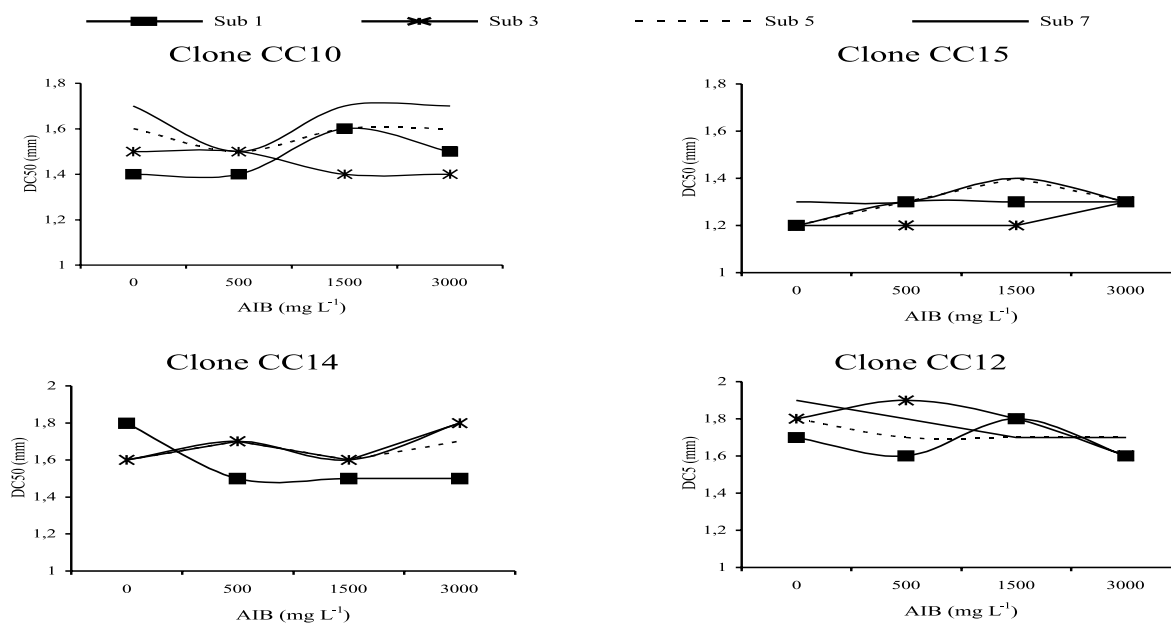 Sub 1 Sub 3 Sub 5 Sub 7
Clone CC10
DC50 (mm)
1,8
1,6
1,4
1,2
1
0 500 1500 3000
AIB (mg L⁻¹)
Clone CC15
DC50 (mm)
1,8
1,6
1,4
1,2
1
0 500 1500 3000
AIB (mg L⁻¹)
Clone CC14
DC50 (mm)
2
1,8
1,6
1,4
1,2
1
0 500 1500 3000
AIB (mg L⁻¹)
Clone CC12
DC5 (mm)
2
1,8
1,6
1,4
1,2
1
0 500 1500 3000
AIB (mg L⁻¹)